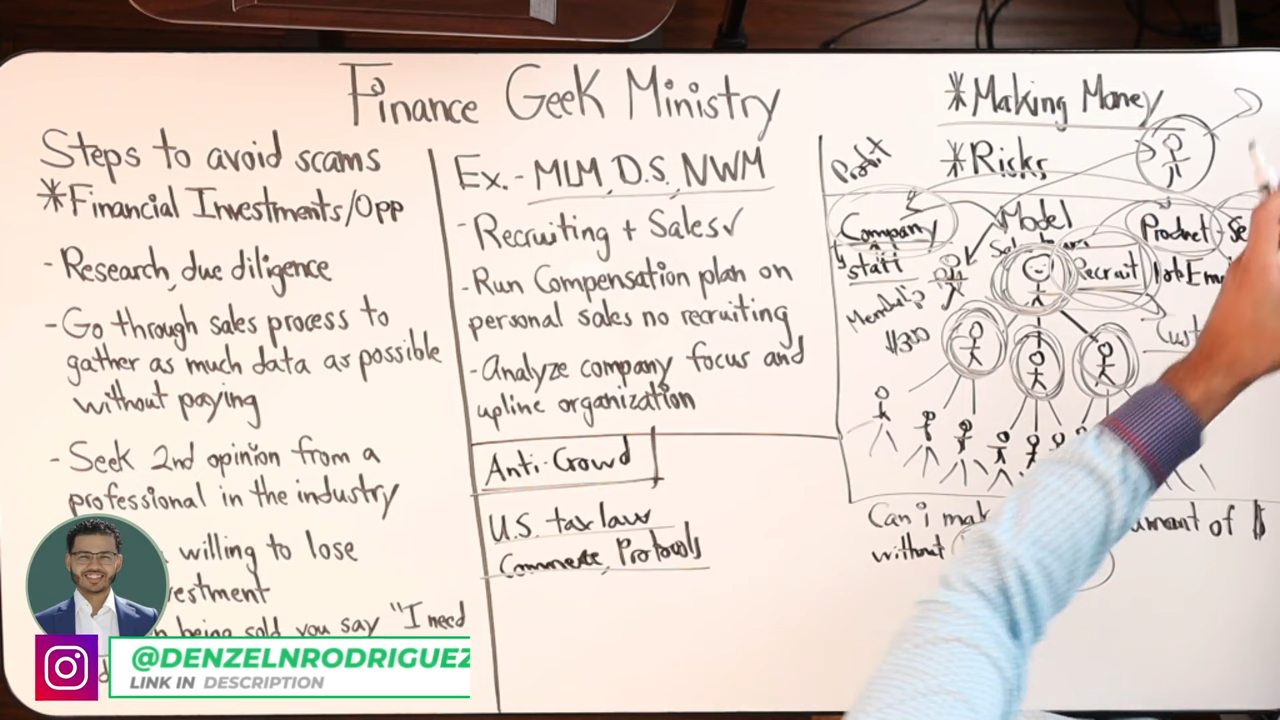 Finance Geek Ministry
Steps to avoid scams
*Financial Investments/Opp
- Research, due diligence
- Go through sales process to
gather as much data as possible
without paying
- Seek 2nd opinion from a
professional in the industry
willing to lose
being sold you say "I need
Ex.- MLM, D.S., NWM
- Recruiting + Sales✓
- Run Compensation plan on
personal sales no recruiting
- Analyze company focus and
upline organization
Anti-Crowd
U.S. tax laws
Protocols
*Making Money
*Risks
Profit
Company
Model
Product
staff
Recruit
$300
Can i
of $
without
@DENZELNRODRIGUEZ
LINK IN DESCRIPTION